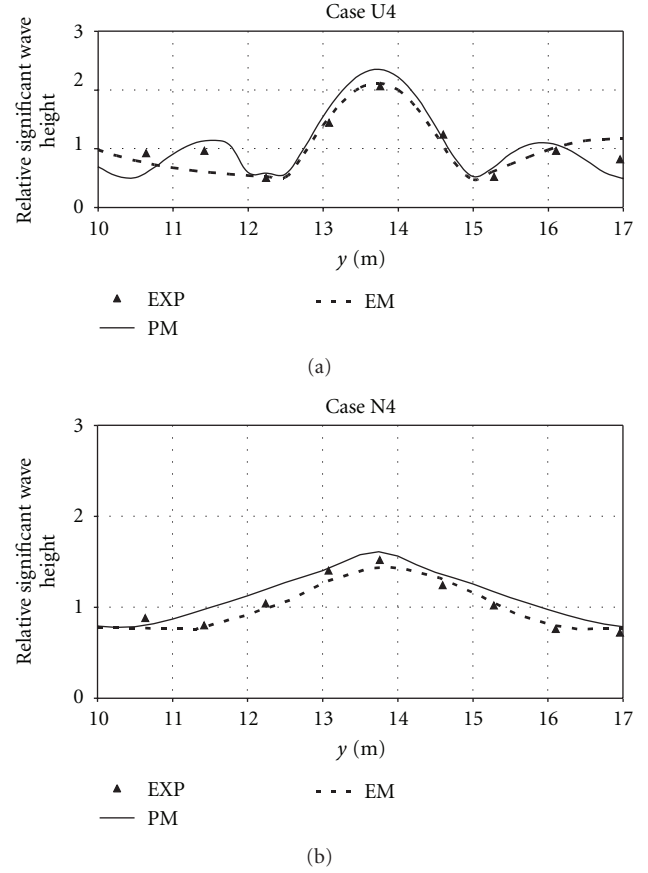 Case U4
3
2
1
0
Relative significant wave
height
10 11 12 13 14 15 16 17
y (m)
EXP EM
PM
(a)
Case N4
3
2
1
0
Relative significant wave
height
10 11 12 13 14 15 16 17
y (m)
EXP EM
PM
(b)